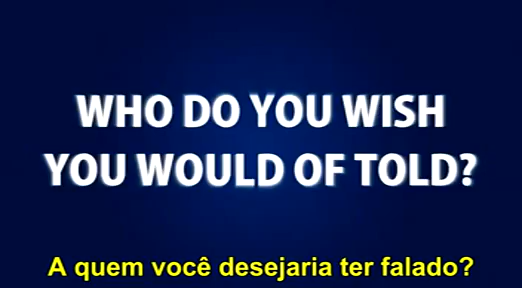 WHO DO YOU WISH
YOU WOULD OF TOLD?
A quem você desejaria ter falado?